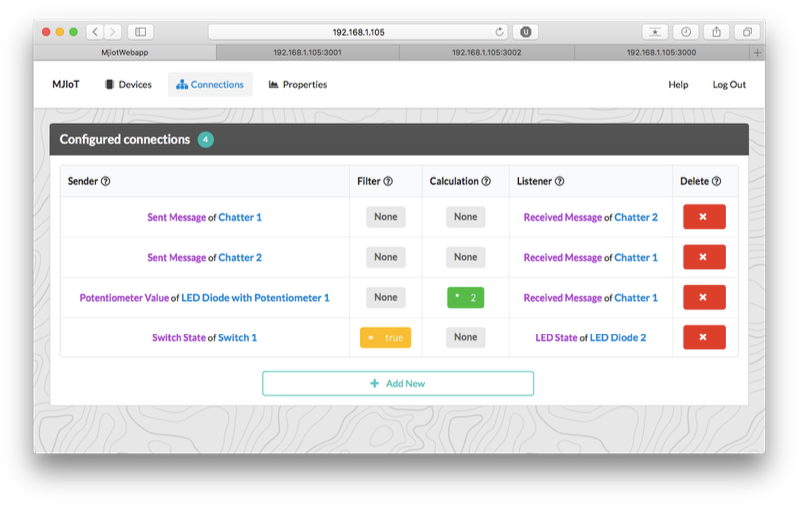 192.168.1.105
MjIotWebapp 192.168.1.105:3001 192.168.1.105:3002 192.168.1.105:3000
MJIoT Devices Connections Properties Help Log Out
Configured connections 4
Sender Filter Calculation Listener Delete
Sent Message of Chatter 1 None None Received Message of Chatter 2
Sent Message of Chatter 2 None None Received Message of Chatter 1
Potentiometer Value of LED Diode with Potentiometer 1 None * 2 Received Message of Chatter 1
Switch State of Switch 1 = true None LED State of LED Diode 2
+ Add New